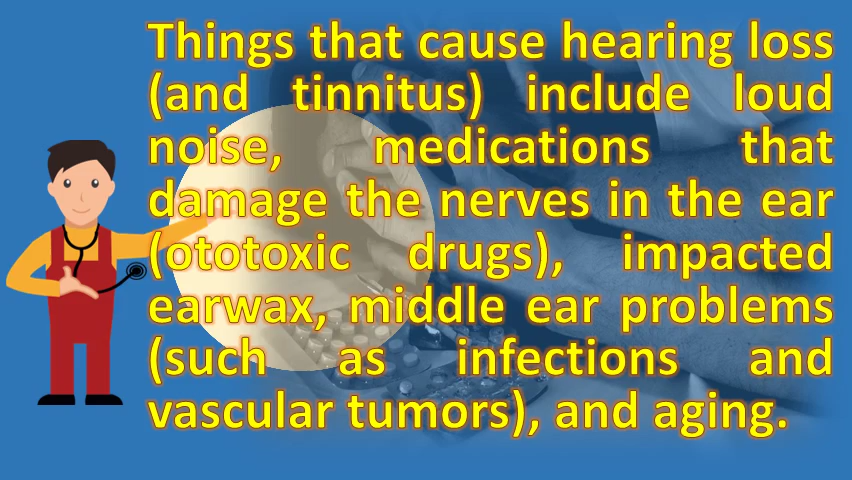 Things that cause hearing loss
(and tinnitus) include loud
noise, medications that
damage the nerves in the ear
(ototoxic drugs), impacted
earwax, middle ear problems
(such as infections and
vascular tumors), and aging.